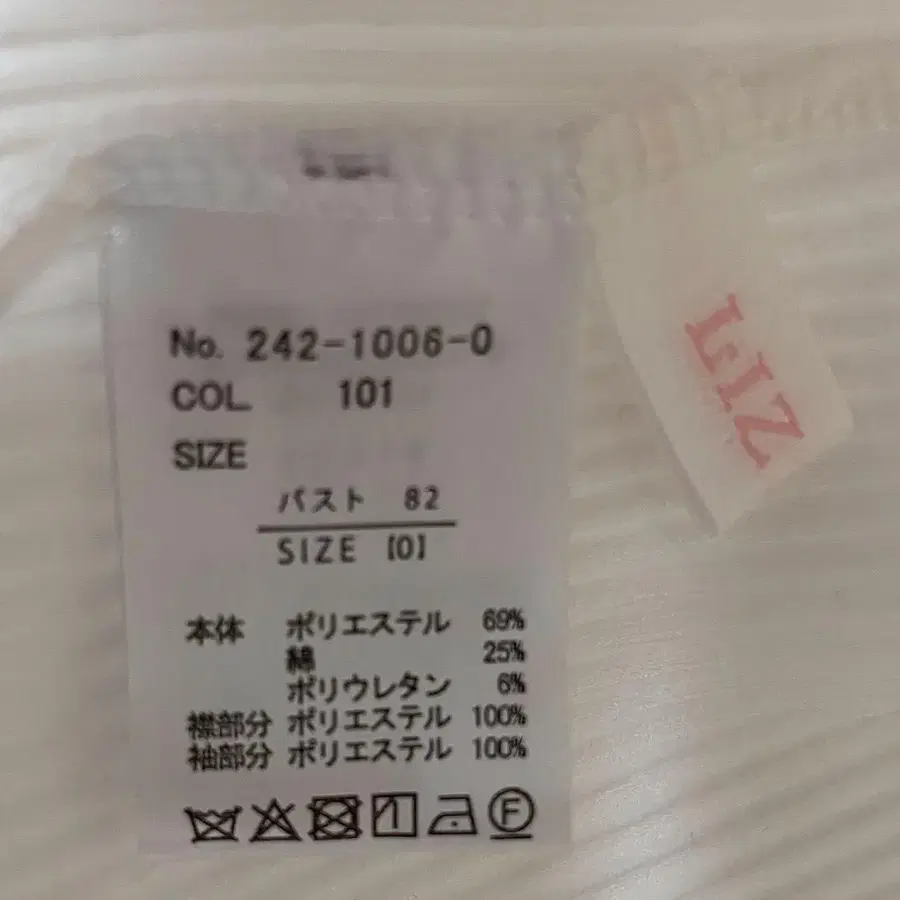 No. 242-1006-0
COL. 101
SIZE
バスト 82
SIZE [0]
本体 ポリエステル 69%
綿 25%
ポリウレタン 6%
襟部分 ポリエステル 100%
袖部分 ポリエステル 100%
F
LIZ